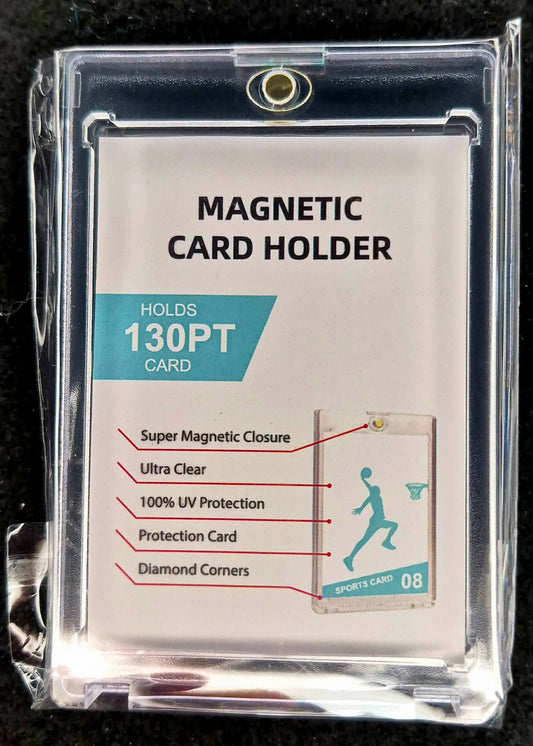 MAGNETIC
CARD HOLDER
HOLDS
130PT
CARD
Super Magnetic Closure
Ultra Clear
100% UV Protection
Protection Card
Diamond Corners
SPORTS CARD 08